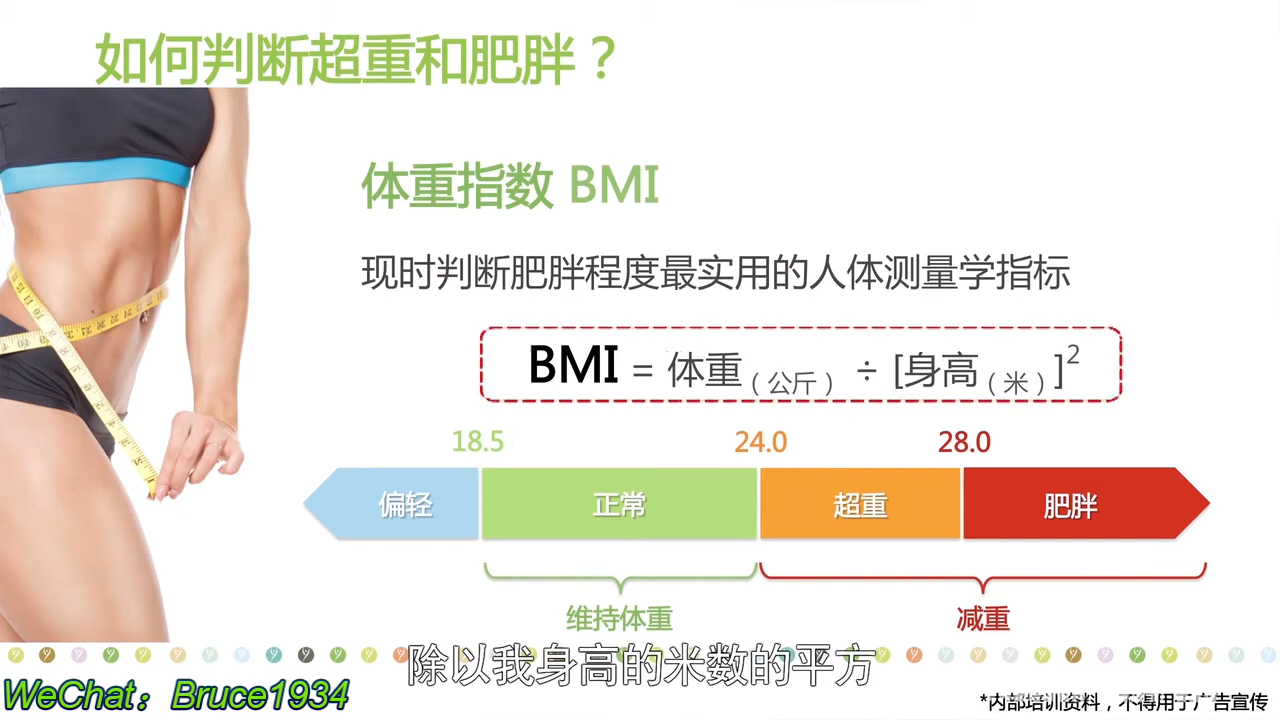 如何判断超重和肥胖？
体重指数 BMI
现时判断肥胖程度最实用的人体测量学指标
BMI = 体重（公斤） ÷ [身高（米）]²
18.5 24.0 28.0
偏轻 正常 超重 肥胖
维持体重 减重
除以我身高的米数的平方
WeChat：Bruce1934
*内部培训资料，不得用于广告宣传